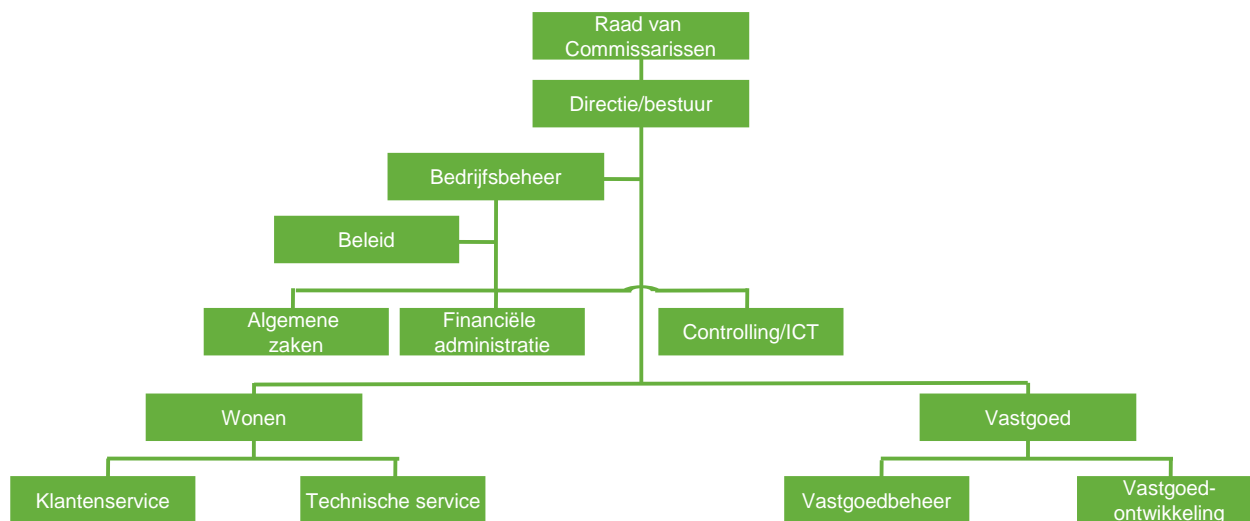 Raad van
Commissarissen
Directie/bestuur
Bedrijfsbeheer
Beleid
Algemene
zaken
Financiële
administratie
Controlling/ICT
Wonen
Vastgoed
Klantenservice
Technische service
Vastgoedbeheer
Vastgoed-
ontwikkeling